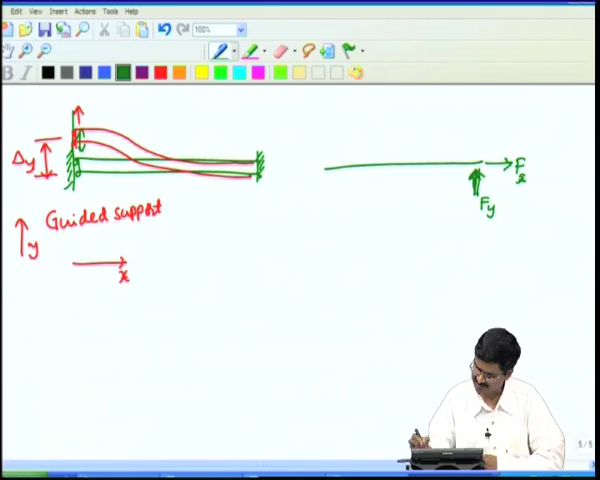 Edit View Insert Actions Tools Help
100%
Δy
Guided support
y
x
Fx
Fy
5/5